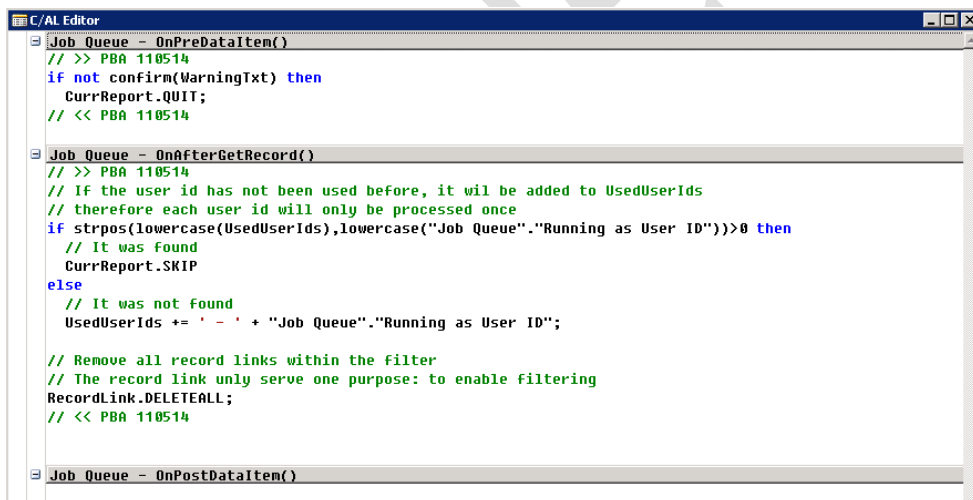 C/AL Editor
Job Queue - OnPreDataItem()
// >> PBA 110514
if not confirm(WarningTxt) then
CurrReport.QUIT;
// << PBA 110514
Job Queue - OnAfterGetRecord()
// >> PBA 110514
// If the user id has not been used before, it wil be added to UsedUserIds
// therefore each user id will only be processed once
if strpos(lowercase(UsedUserIds),lowercase("Job Queue"."Running as User ID"))>0 then
// It was found
CurrReport.SKIP
else
// It was not found
UsedUserIds += ' - ' + "Job Queue"."Running as User ID";
// Remove all record links within the filter
// The record link unly serve one purpose: to enable filtering
RecordLink.DELETEALL;
// << PBA 110514
Job Queue - OnPostDataItem()